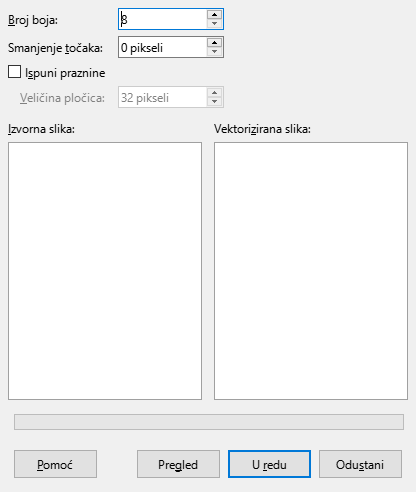 Broj boja: 8
Smanjenje točaka: 0 pikseli
Ispuni praznine
Veličina pločica: 32 pikseli
Izvorna slika: Vektorizirana slika:
Pomoć Pregled U redu Odustani